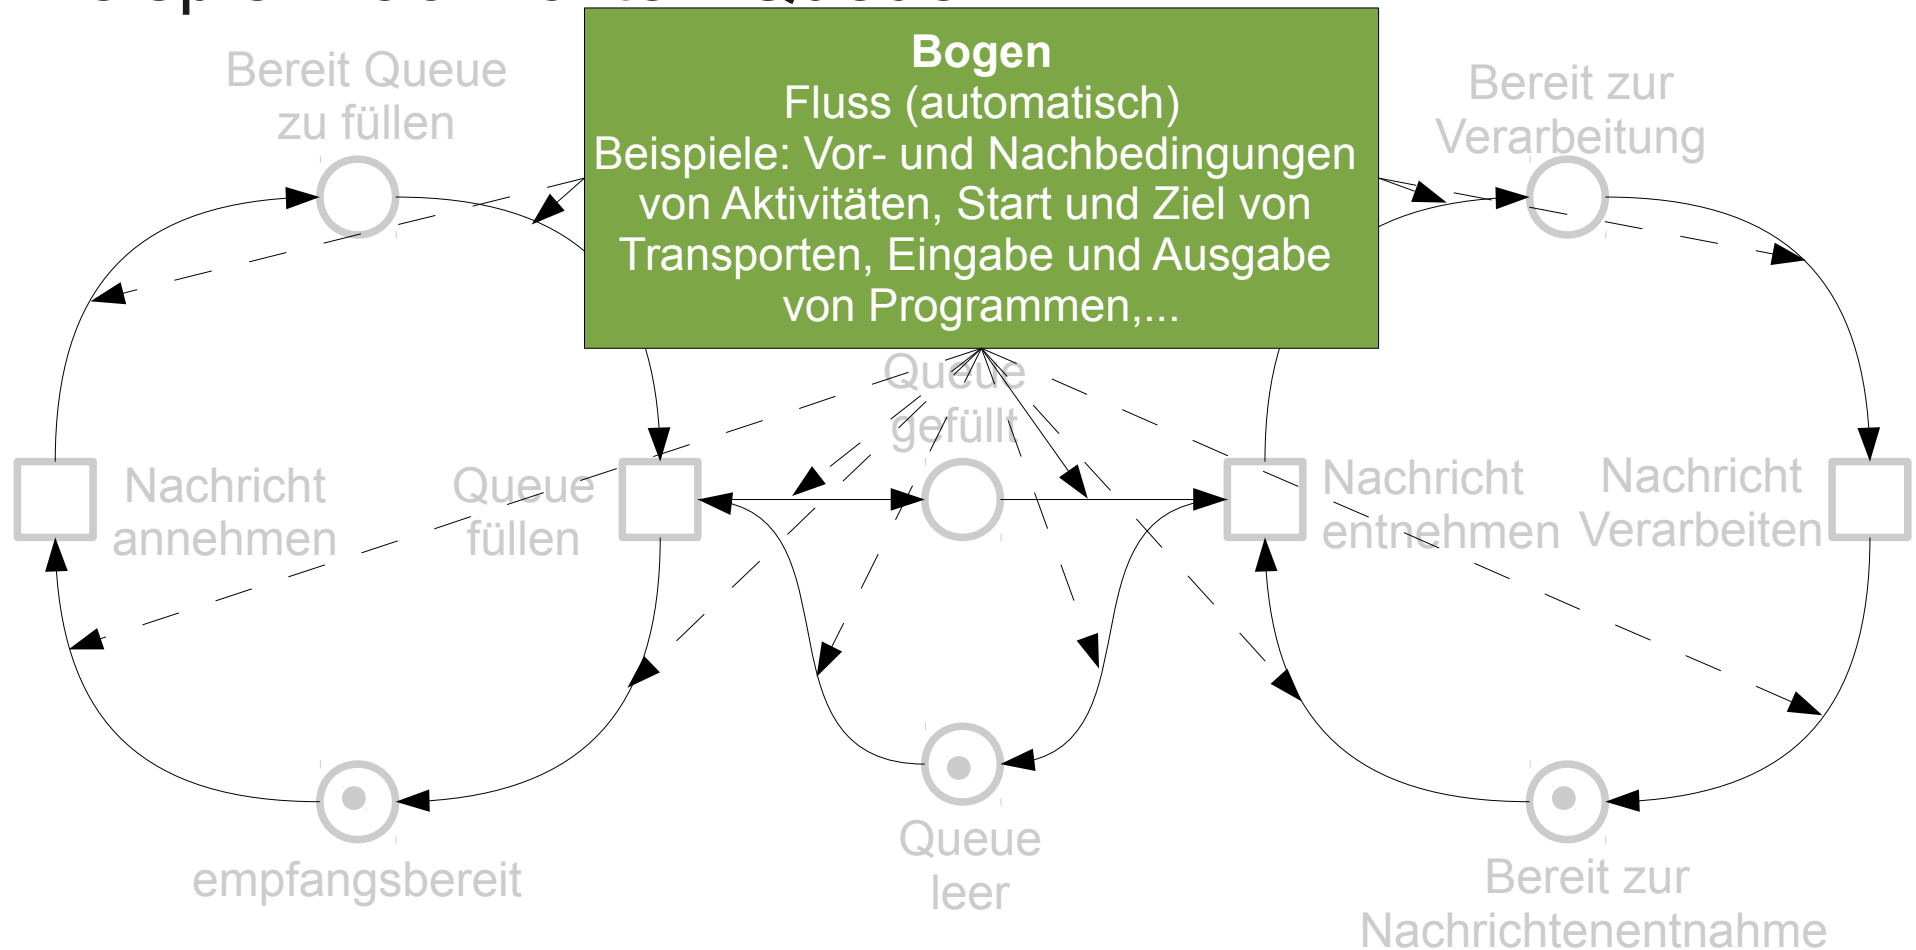 Bogen
Fluss (automatisch)
Beispiele: Vor- und Nachbedingungen
von Aktivitäten, Start und Ziel von
Transporten, Eingabe und Ausgabe
von Programmen,...
Bereit Queue
zu füllen
Bereit zur
Verarbeitung
Queue
gefüllt
Nachricht
annehmen
Queue
füllen
Nachricht
entnehmen
Nachricht
Verarbeiten
empfangsbereit
Queue
leer
Bereit zur
Nachrichtenentnahme